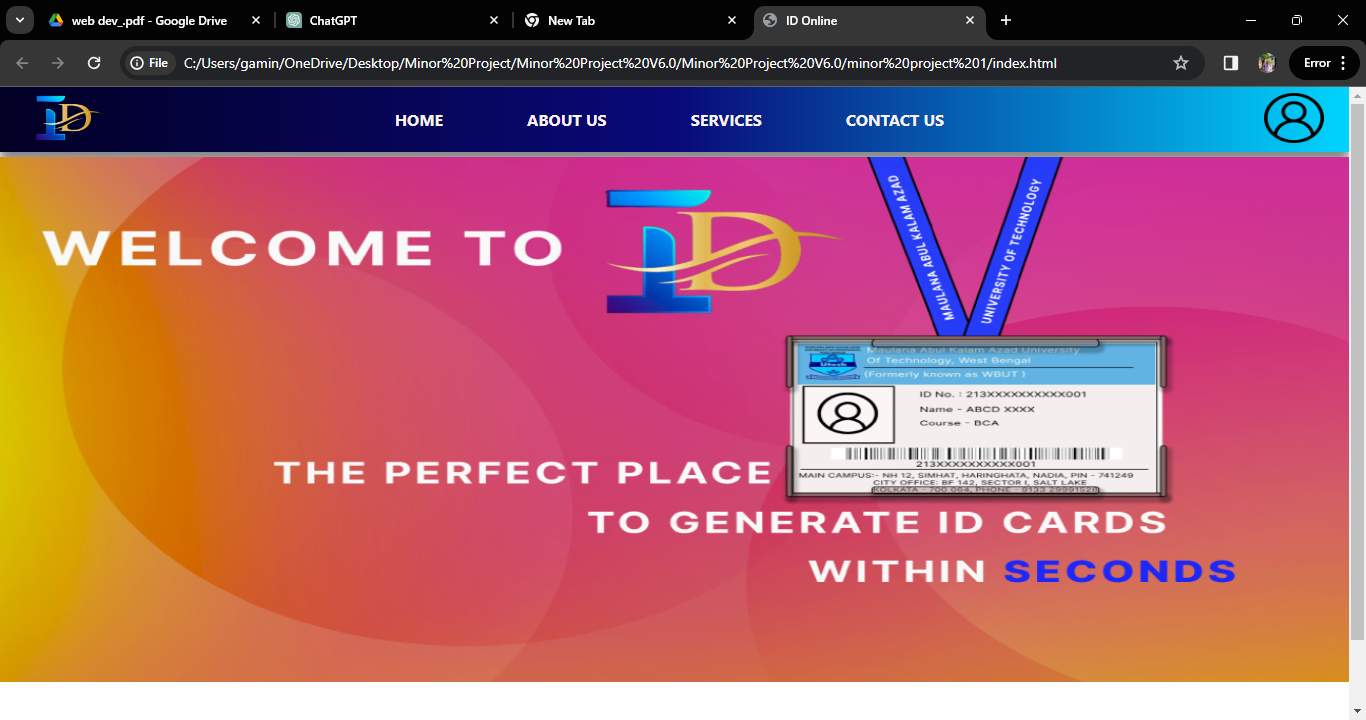 web dev_.pdf - Google Drive
ChatGPT
New Tab
ID Online
File
C:/Users/gamin/OneDrive/Desktop/Minor%20Project/Minor%20Project%20V6.0/Minor%20Project%20V6.0/minor%20project%201/index.html
Error
ID
HOME
ABOUT US
SERVICES
CONTACT US
WELCOME TO
ID
MAULANA ABUL KALAM AZAD
UNIVERSITY OF TECHNOLOGY
Maulana Abul Kalam Azad University
Of Technology, West Bengal
(Formerly known as WBUT )
Utech
ID No. : 213XXXXXXXXXX001
Name - ABCD XXXX
Course - BCA
213XXXXXXXXXX001
MAIN CAMPUS:- NH 12, SIMHAT, HARINGHATA, NADIA, PIN - 741249
CITY OFFICE: BF 142, SECTOR I, SALT LAKE
KOLKATA - 700 064, PHONE -
THE PERFECT PLACE
TO GENERATE ID CARDS
WITHIN SECONDS